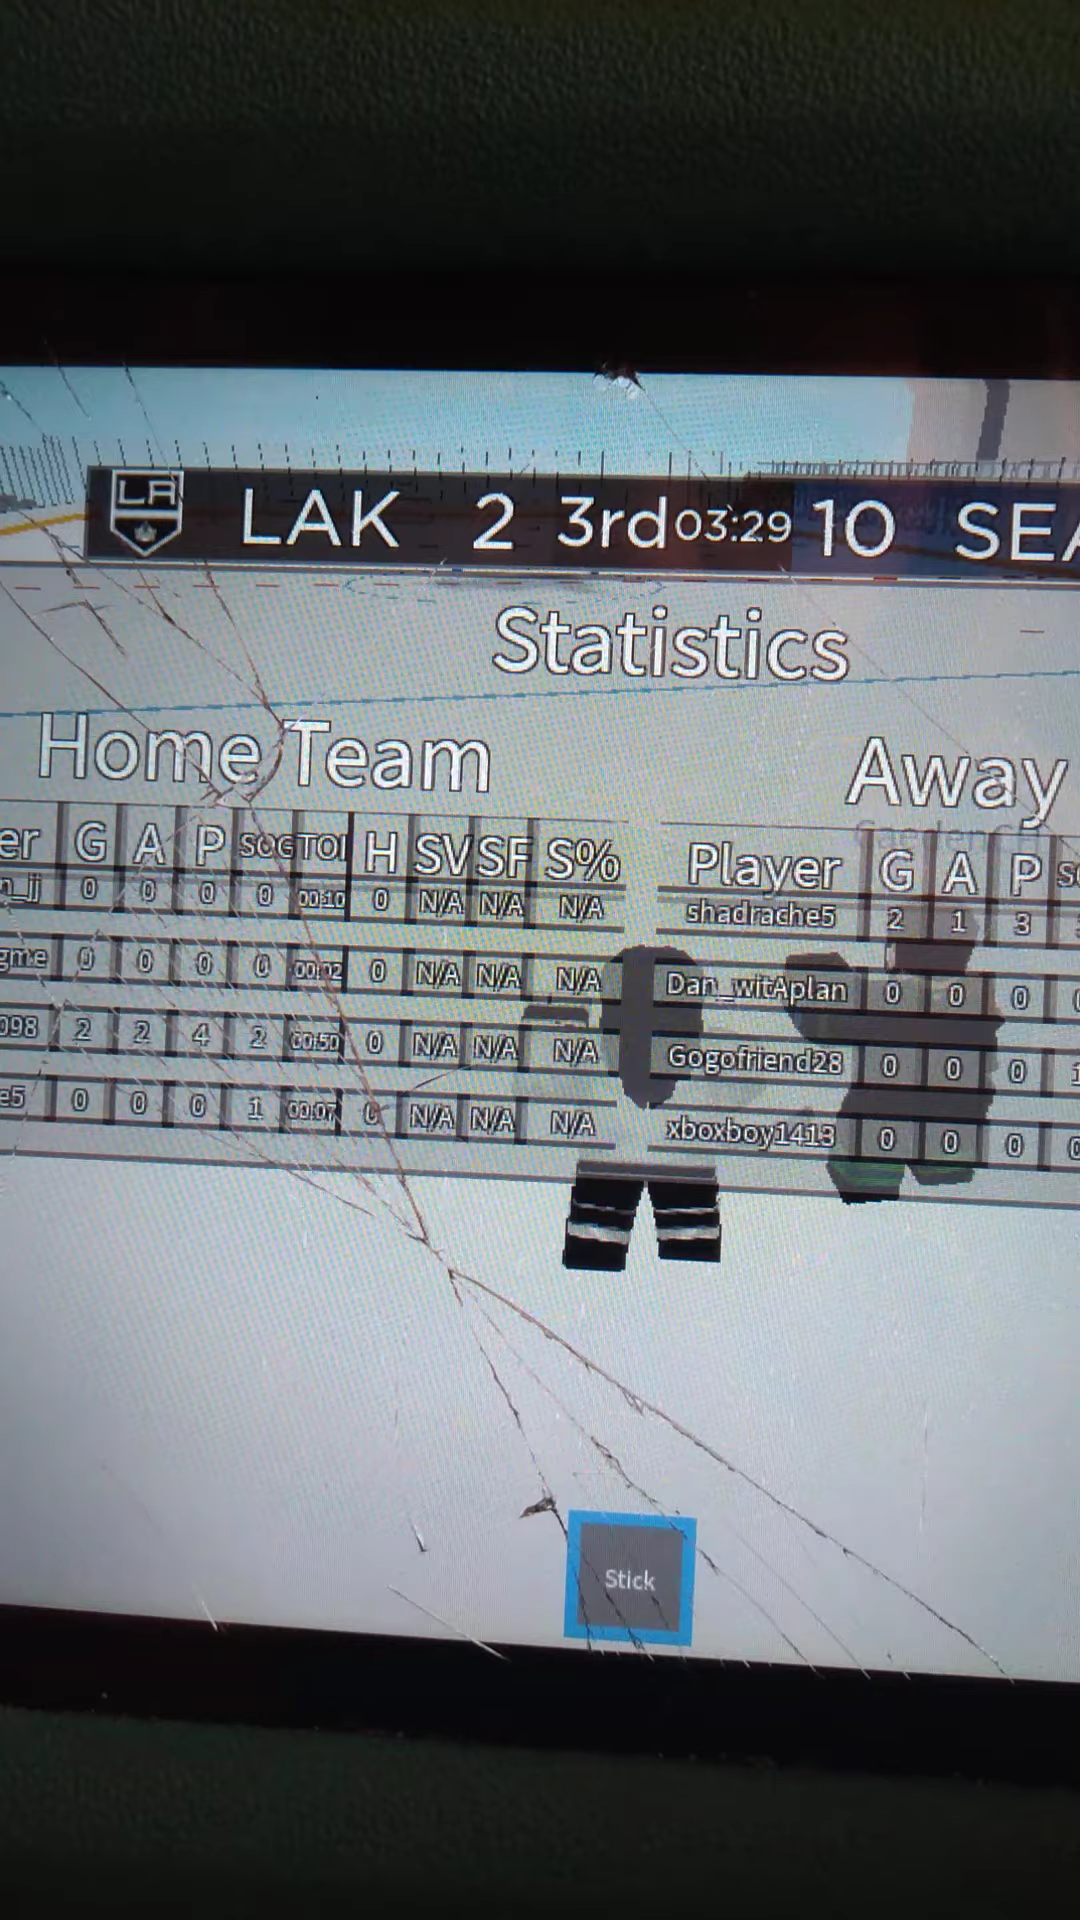 LA LAK 2 3rd 03:29 10 SEA
Statistics
Home Team
Away
er G A P SOG TOI H SV SF S%
n_jj 0 0 0 0 00:10 0 N/A N/A N/A
gme 0 0 0 0 00:02 0 N/A N/A N/A
098 2 2 4 2 00:50 0 N/A N/A N/A
e5 0 0 0 1 00:07 0 N/A N/A N/A
Player G A P
shadrache5 2 1 3
Dan_witAplan 0 0 0
Gogofriend28 0 0 0 1
xboxboy1413 0 0 0
Stick